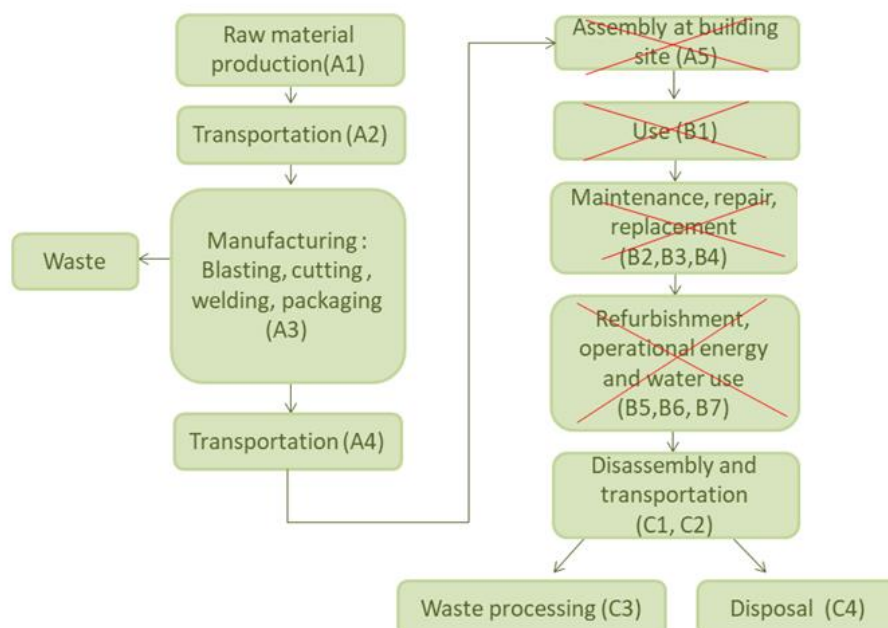 Raw material
production(A1)
Transportation (A2)
Waste
Manufacturing :
Blasting, cutting ,
welding, packaging
(A3)
Transportation (A4)
Assembly at building
site (A5)
Use (B1)
Maintenance, repair,
replacement
(B2,B3,B4)
Refurbishment,
operational energy
and water use
(B5,B6, B7)
Disassembly and
transportation
(C1, C2)
Waste processing (C3)
Disposal (C4)